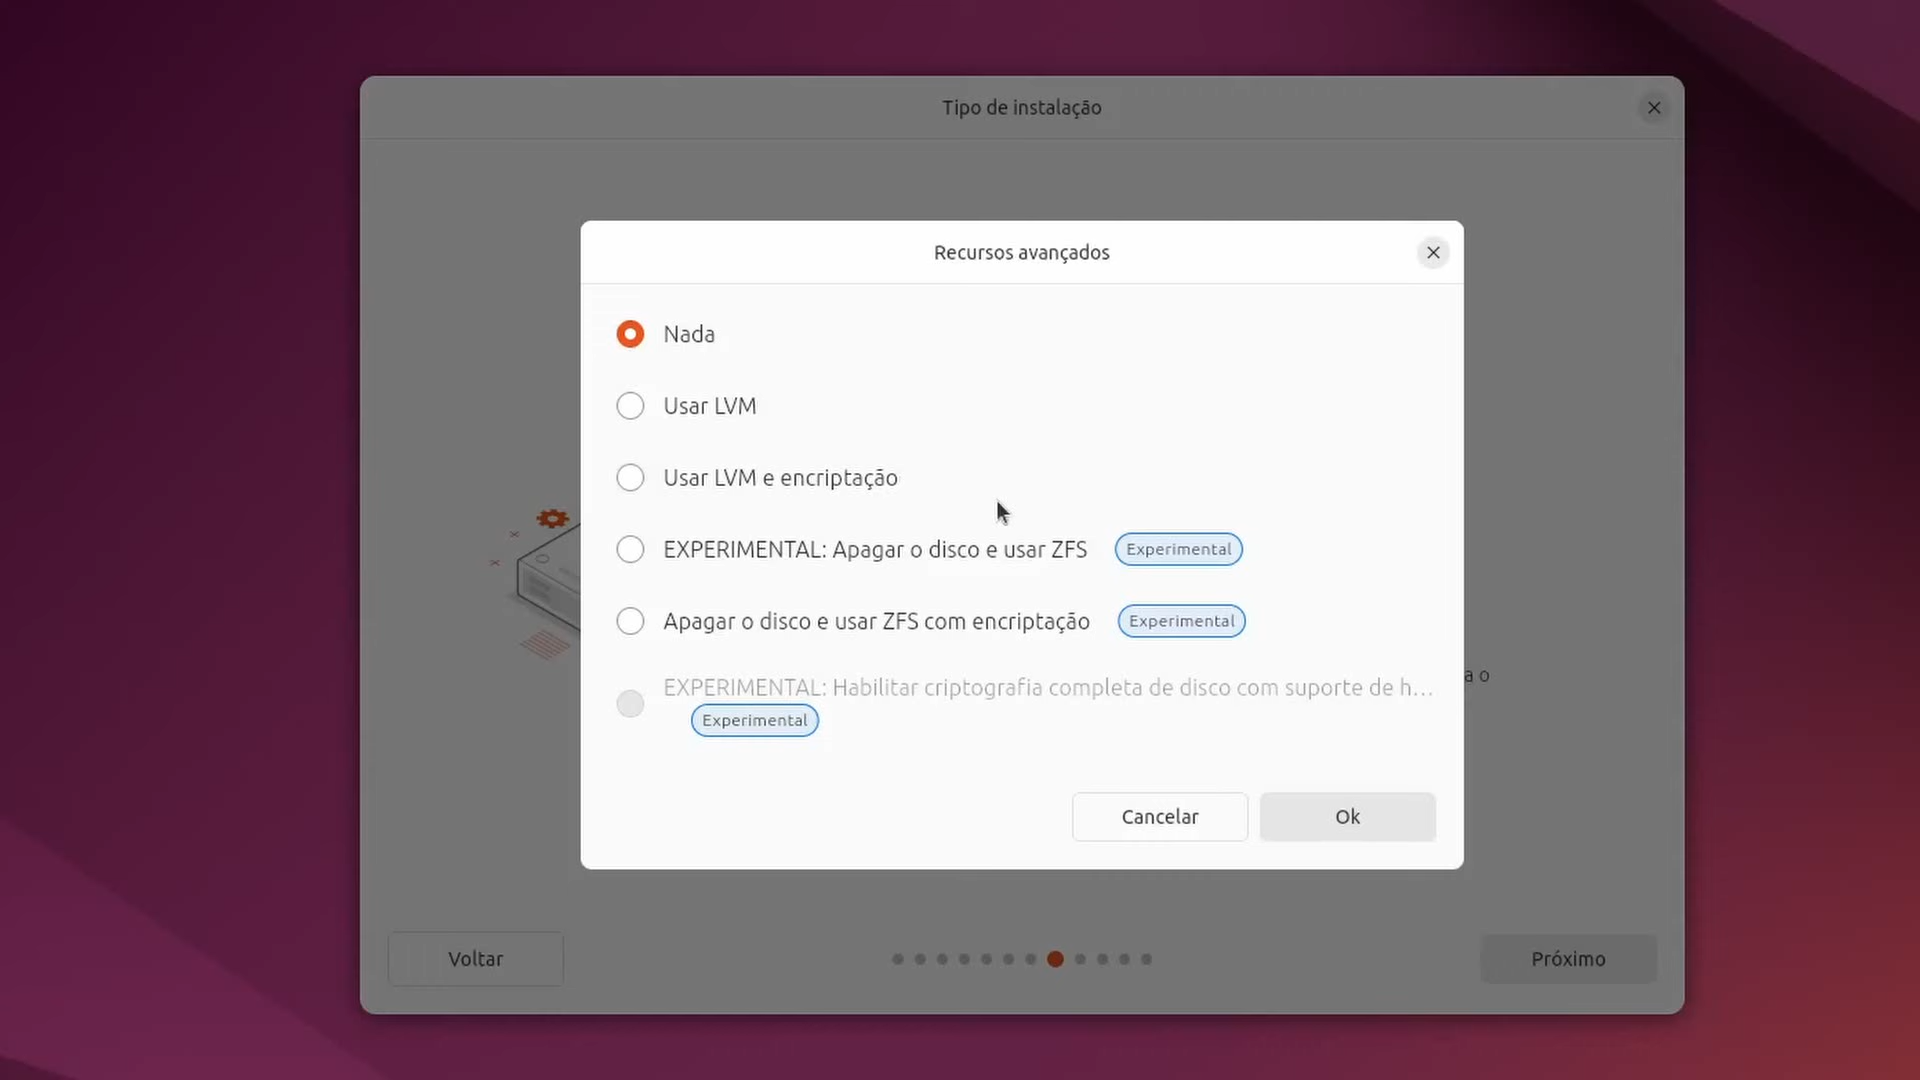 Tipo de instalação
Recursos avançados
Nada
Usar LVM
Usar LVM e encriptação
EXPERIMENTAL: Apagar o disco e usar ZFS Experimental
Apagar o disco e usar ZFS com encriptação Experimental
EXPERIMENTAL: Habilitar criptografia completa de disco com suporte de h...
a o
Experimental
Cancelar Ok
Voltar Próximo